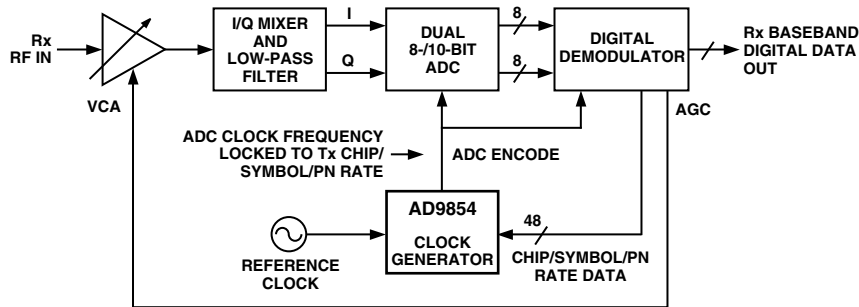 Rx
RF IN
VCA
I/Q MIXER
AND
LOW-PASS
FILTER
I
Q
DUAL
8-/10-BIT
ADC
8
8
DIGITAL
DEMODULATOR
Rx BASEBAND
DIGITAL DATA
OUT
AGC
ADC CLOCK FREQUENCY
LOCKED TO Tx CHIP/
SYMBOL/PN RATE
ADC ENCODE
AD9854
CLOCK
GENERATOR
48
CHIP/SYMBOL/PN
RATE DATA
REFERENCE
CLOCK